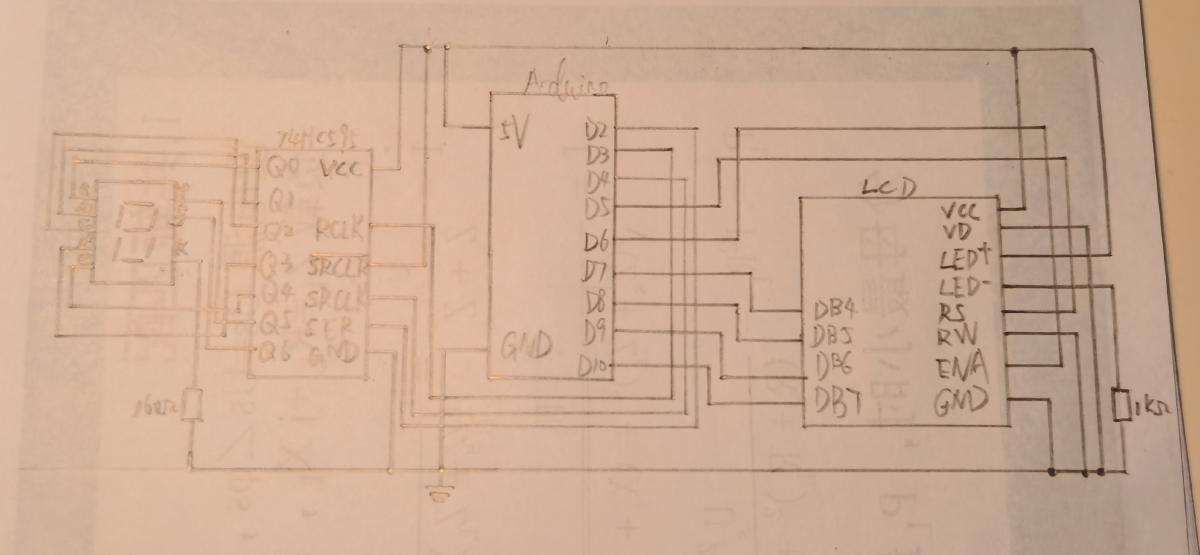 Arduino
74HC595
Q0
Q1
Q2
Q3
Q4
Q5
Q6
VCC
RCLK
SRCLR
SRCLK
SER
GND
160Ω
5V
GND
D2
D3
D4
D5
D6
D7
D8
D9
D10
LCD
DB4
DB5
DB6
DB7
VCC
VD
LED+
LED-
RS
RW
ENA
GND
1kΩ